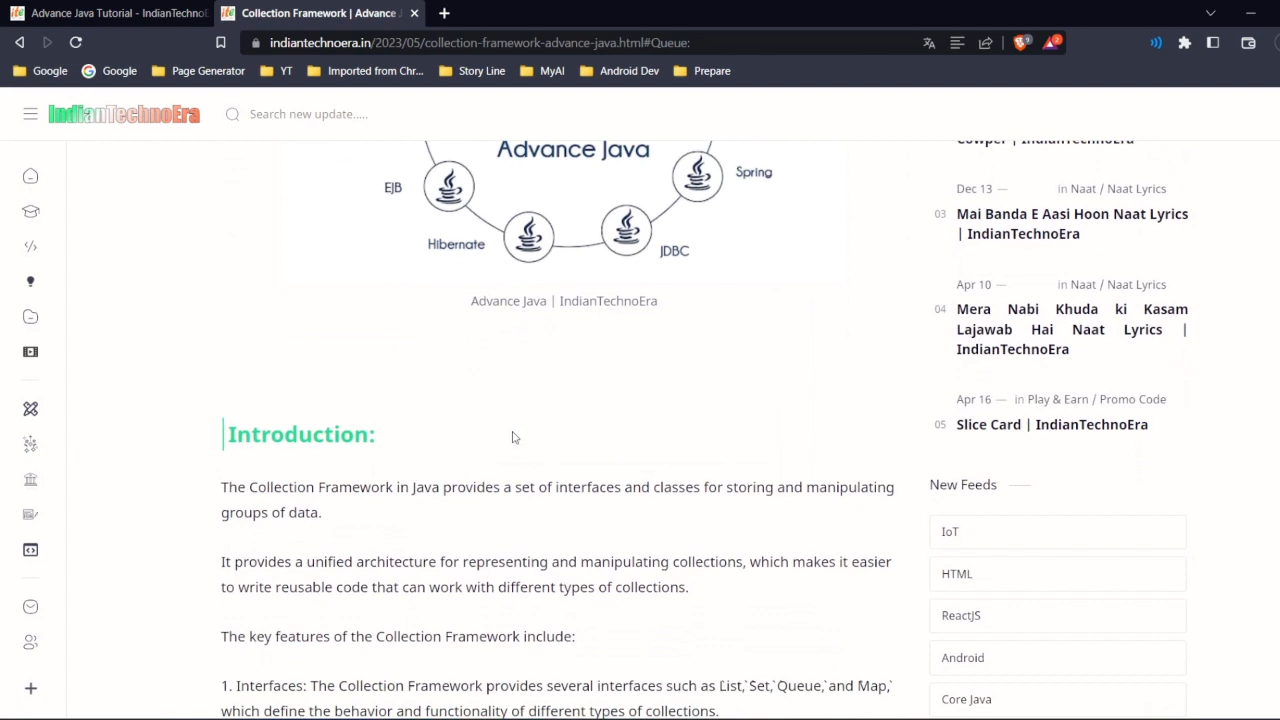 Advance Java Tutorial - IndianTechnoE
Collection Framework | Advance J
indiantechnoera.in/2023/05/collection-framework-advance-java.html#Queue:
9
2
Google
Google
Page Generator
YT
Imported from Chr...
Story Line
MyAI
Android Dev
Prepare
IndianTechnoEra
Search new update.....
Advance Java
EJB
Spring
Hibernate
JDBC
Advance Java | IndianTechnoEra
Introduction:
The Collection Framework in Java provides a set of interfaces and classes for storing and manipulating
groups of data.
It provides a unified architecture for representing and manipulating collections, which makes it easier
to write reusable code that can work with different types of collections.
The key features of the Collection Framework include:
1. Interfaces: The Collection Framework provides several interfaces such as `List,` `Set,` `Queue,` and `Map,`
which define the behavior and functionality of different types of collections.
Cowper | IndianTechnoEra
Dec 13 — in Naat / Naat Lyrics
03 Mai Banda E Aasi Hoon Naat Lyrics
| IndianTechnoEra
Apr 10 — in Naat / Naat Lyrics
04 Mera Nabi Khuda ki Kasam
Lajawab Hai Naat Lyrics |
IndianTechnoEra
Apr 16 — in Play & Earn / Promo Code
05 Slice Card | IndianTechnoEra
New Feeds
IoT
HTML
ReactJS
Android
Core Java